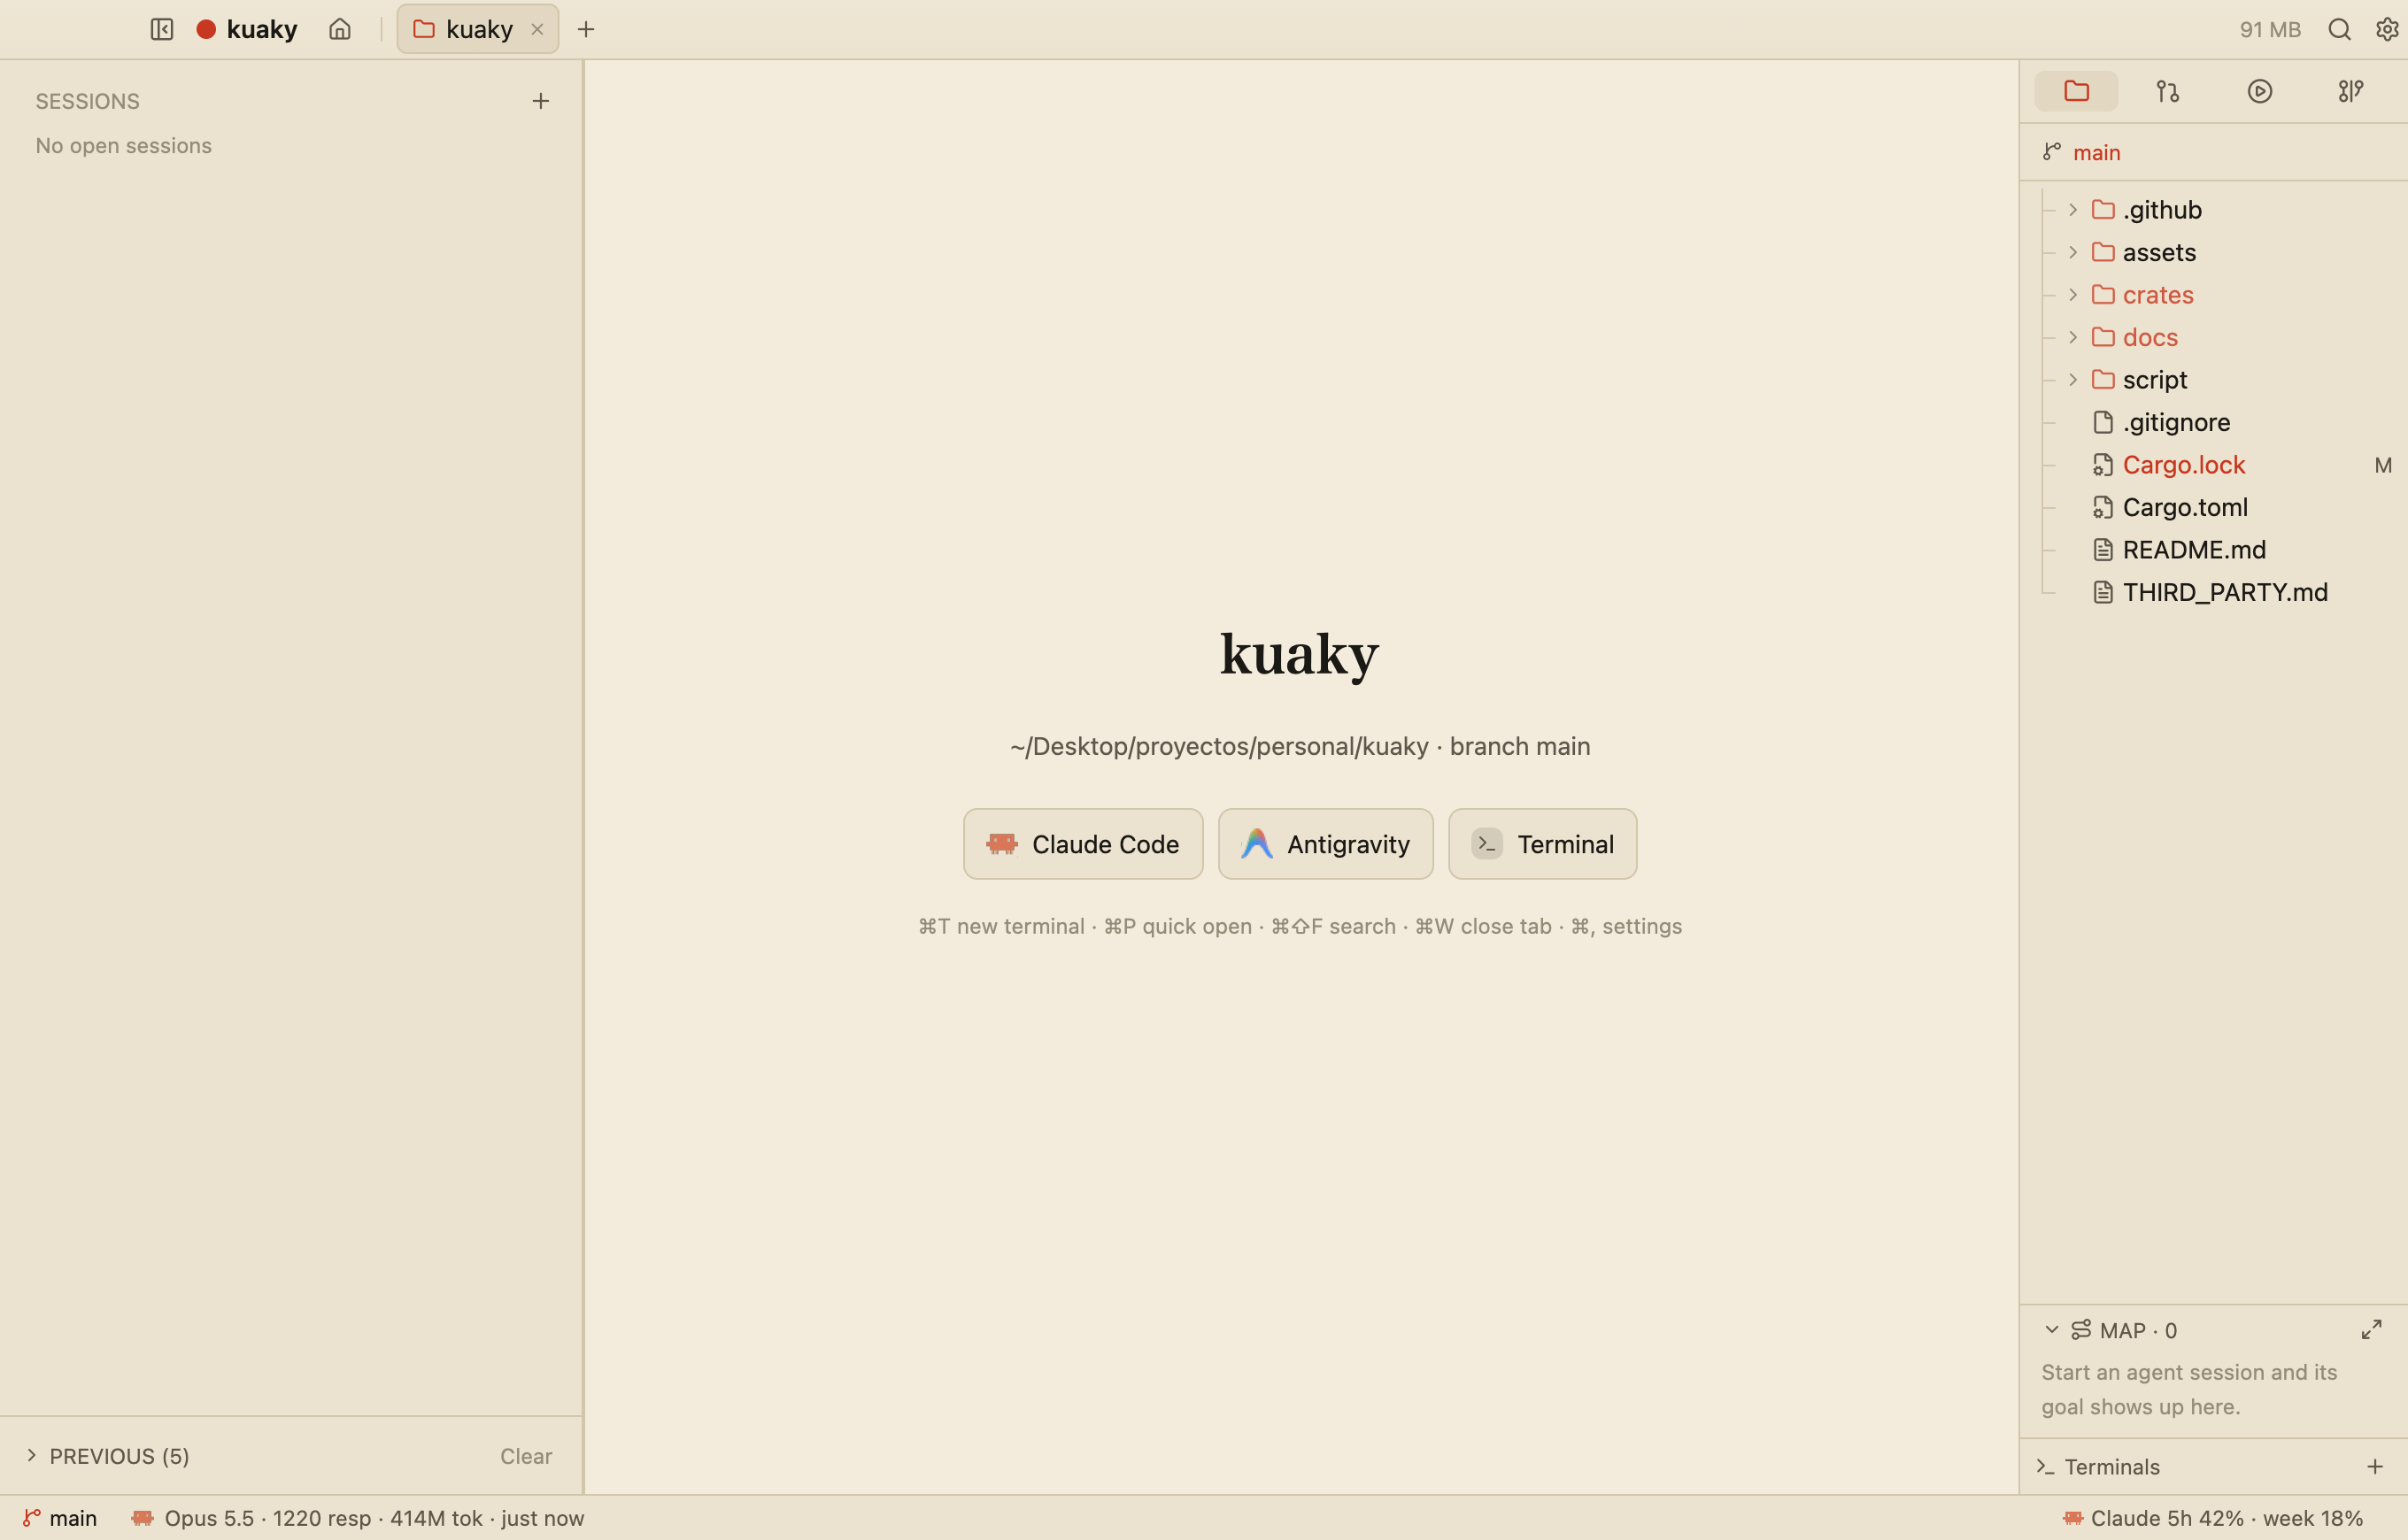 kuaky
kuaky
91 MB
SESSIONS
No open sessions
kuaky
~/Desktop/proyectos/personal/kuaky · branch main
Claude Code
Antigravity
Terminal
⌘T new terminal · ⌘P quick open · ⌘⇧F search · ⌘W close tab · ⌘, settings
main
.github
assets
crates
docs
script
.gitignore
Cargo.lock M
Cargo.toml
README.md
THIRD_PARTY.md
MAP · 0
Start an agent session and its
goal shows up here.
Terminals
PREVIOUS (5)
Clear
main
Opus 5.5 · 1220 resp · 414M tok · just now
Claude 5h 42% · week 18%